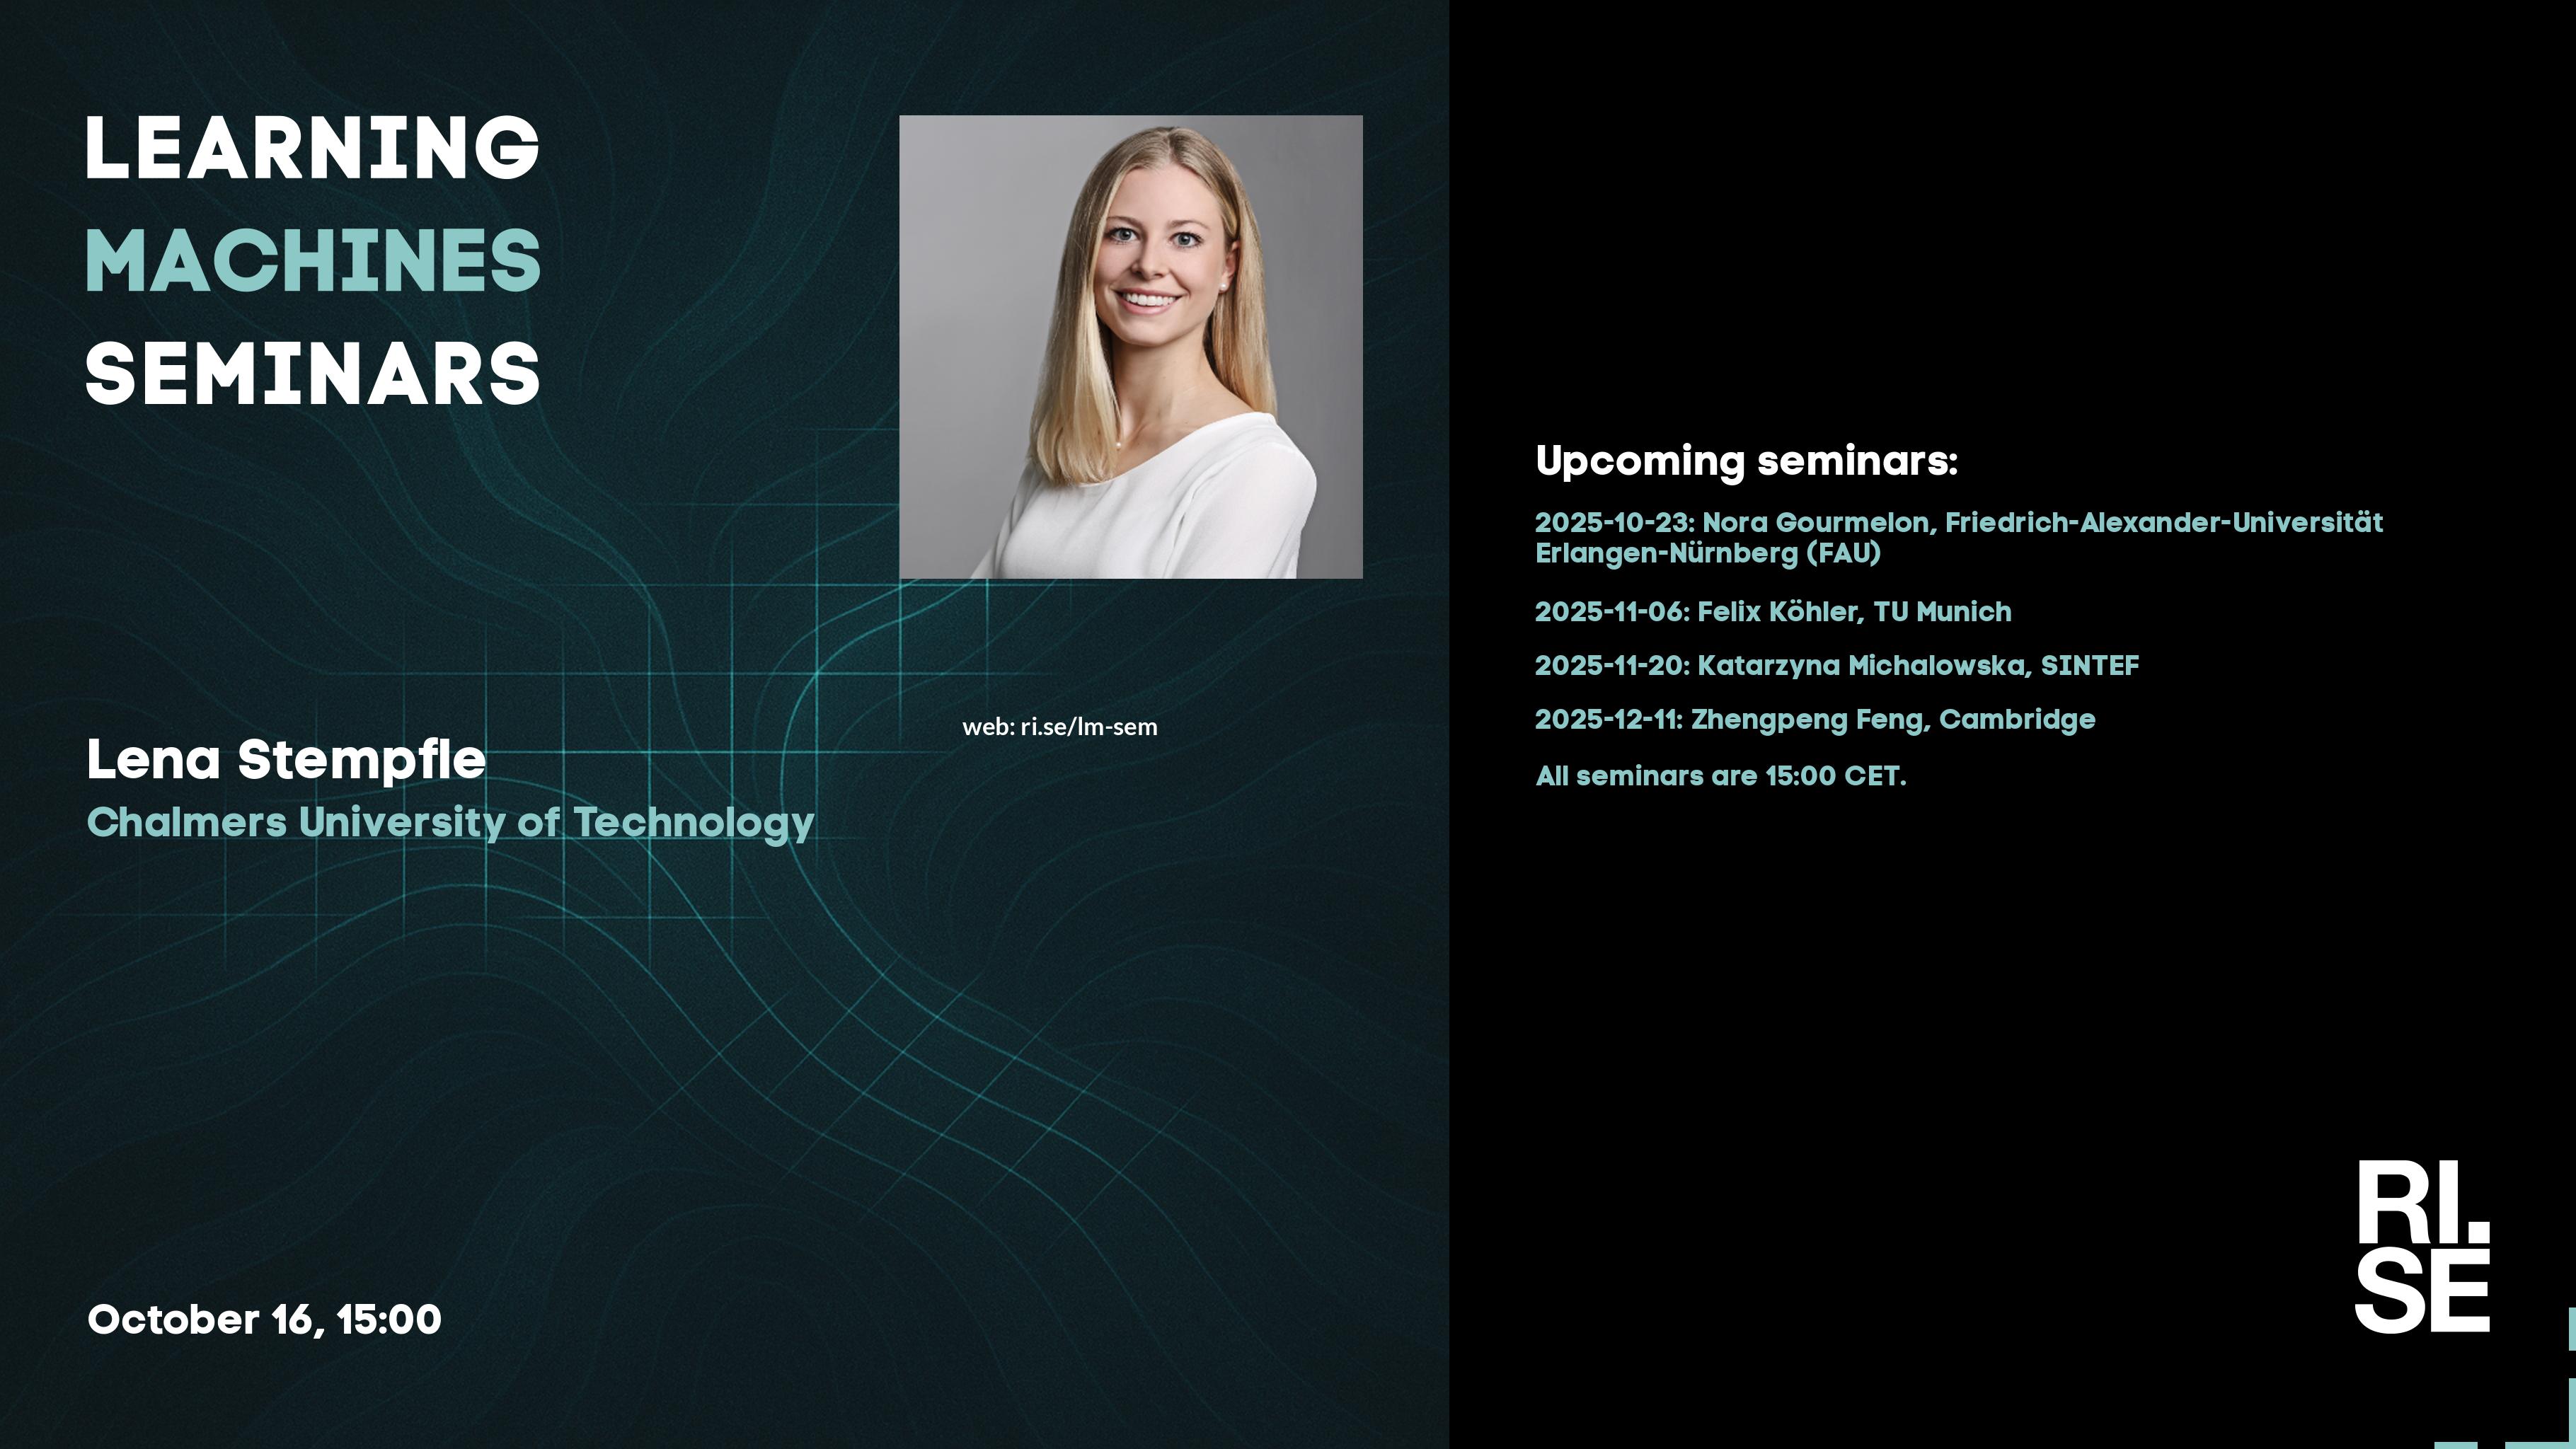 LEARNING
MACHINES
SEMINARS
Lena Stempfle
Chalmers University of Technology
web: ri.se/lm-sem
October 16, 15:00
Upcoming seminars:
2025-10-23: Nora Gourmelon, Friedrich-Alexander-Universität
Erlangen-Nürnberg (FAU)
2025-11-06: Felix Köhler, TU Munich
2025-11-20: Katarzyna Michalowska, SINTEF
2025-12-11: Zhengpeng Feng, Cambridge
All seminars are 15:00 CET.
RI.
SE